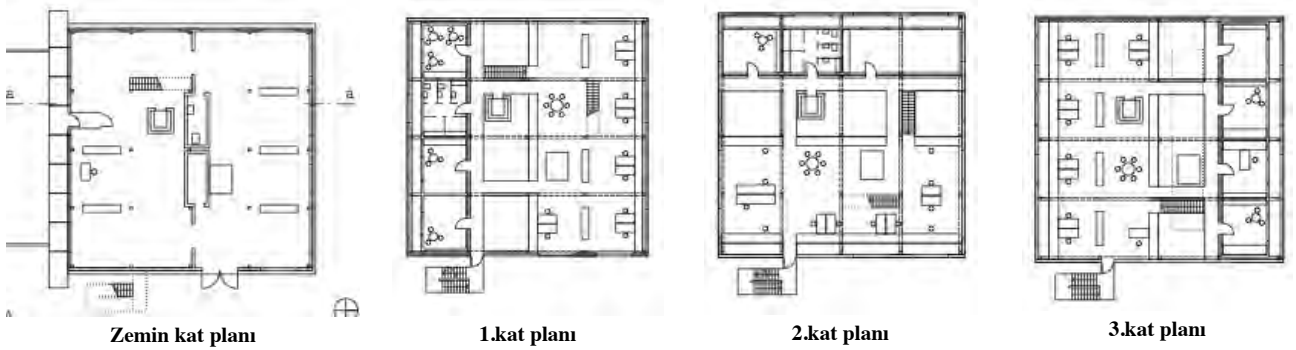 a a
Zemin kat planı
1.kat planı
2.kat planı
3.kat planı